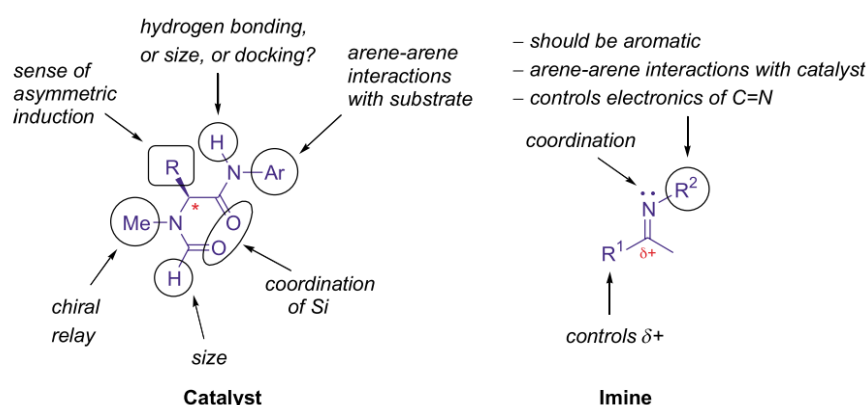 hydrogen bonding,
or size, or docking?
sense of
asymmetric
induction
arene-arene
interactions
with substrate
H
R
N
Ar
*
Me
N
O
O
H
chiral
relay
size
coordination
of Si
Catalyst
– should be aromatic
– arene-arene interactions with catalyst
– controls electronics of C=N
coordination
N
R²
R¹
δ+
controls δ+
Imine